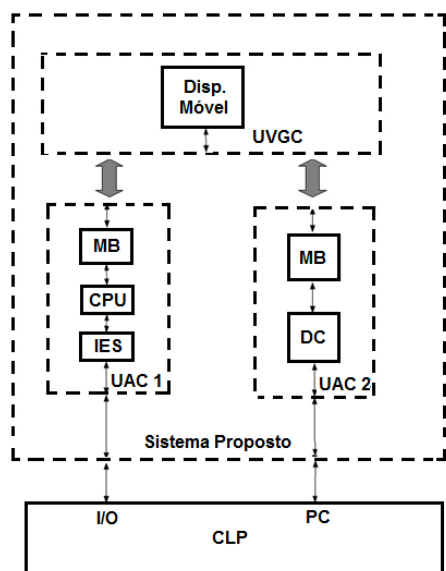 Disp.
Móvel
UVGC
MB
MB
CPU
DC
IES
UAC 1
UAC 2
Sistema Proposto
I/O
PC
CLP